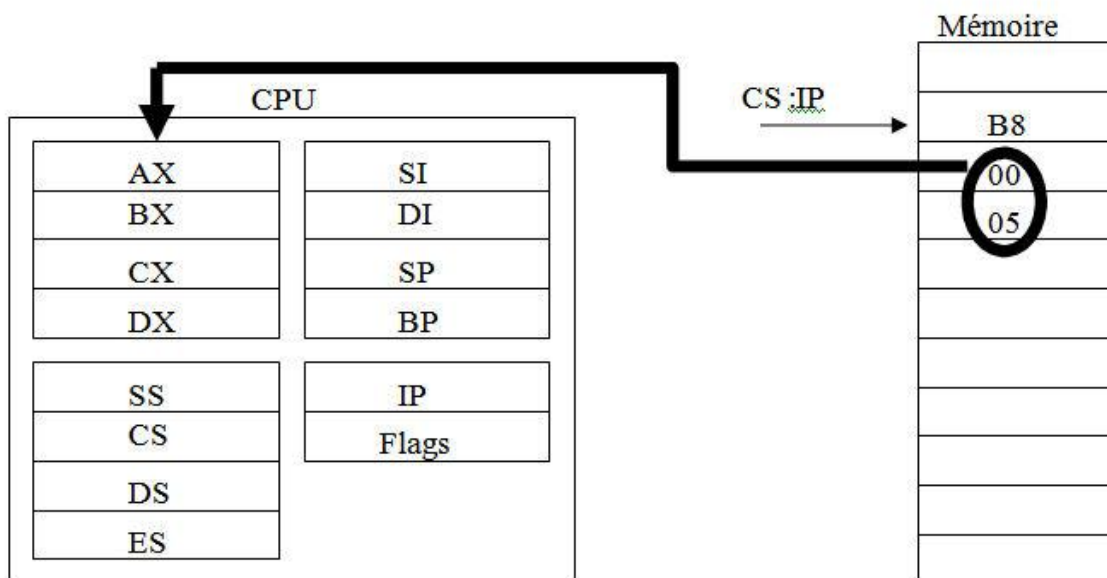 Mémoire
CPU
CS :IP
B8
00
05
AX
BX
CX
DX
SI
DI
SP
BP
SS
CS
DS
ES
IP
Flags